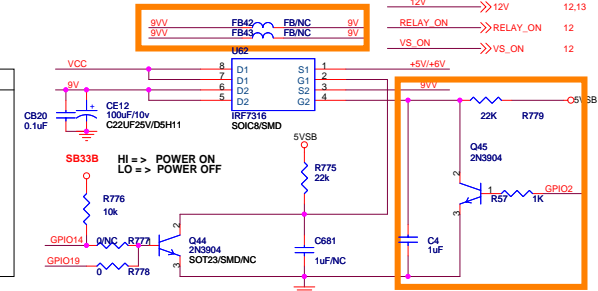 12V 12V 12,13
9VV FB42 FB/NC 9V
9VV FB43 FB/NC 9V
RELAY_ON RELAY_ON 12
VS_ON VS_ON 12
U62
VCC 8 D1 S1 1 +5V/+6V
7 D1 G1 2
9V 6 D2 S2 3 9VV
5 D2 G2 4
IRF7316
SOIC8/SMD
CB20
0.1uF
CE12
100uF/10v
C22UF25V/D5H11
22K R779 5VSB
SB33B
HI = > POWER ON
LO = > POWER OFF
5VSB
R775
22k
Q45
2N3904
2
1
3
R57 1K GPIO2
R776
10k
GPIO14 0/NC R777
GPIO19 0 R778
2
1
3
Q44
2N3904
SOT23/SMD/NC
C681
1uF/NC
C4
1uF